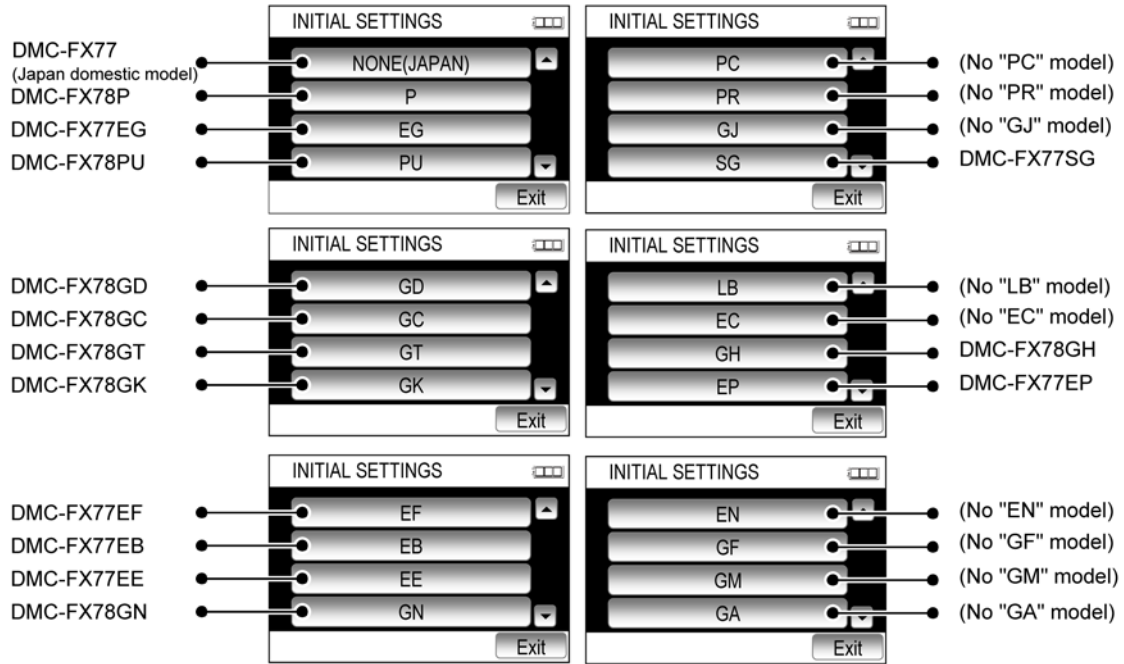 INITIAL SETTINGS
DMC-FX77
(Japan domestic model)
NONE(JAPAN)
DMC-FX78P
P
DMC-FX77EG
EG
DMC-FX78PU
PU
Exit
INITIAL SETTINGS
PC
(No "PC" model)
PR
(No "PR" model)
GJ
(No "GJ" model)
SG
DMC-FX77SG
Exit
INITIAL SETTINGS
DMC-FX78GD
GD
DMC-FX78GC
GC
DMC-FX78GT
GT
DMC-FX78GK
GK
Exit
INITIAL SETTINGS
LB
(No "LB" model)
EC
(No "EC" model)
GH
DMC-FX78GH
EP
DMC-FX77EP
Exit
INITIAL SETTINGS
DMC-FX77EF
EF
DMC-FX77EB
EB
DMC-FX77EE
EE
DMC-FX78GN
GN
Exit
INITIAL SETTINGS
EN
(No "EN" model)
GF
(No "GF" model)
GM
(No "GM" model)
GA
(No "GA" model)
Exit